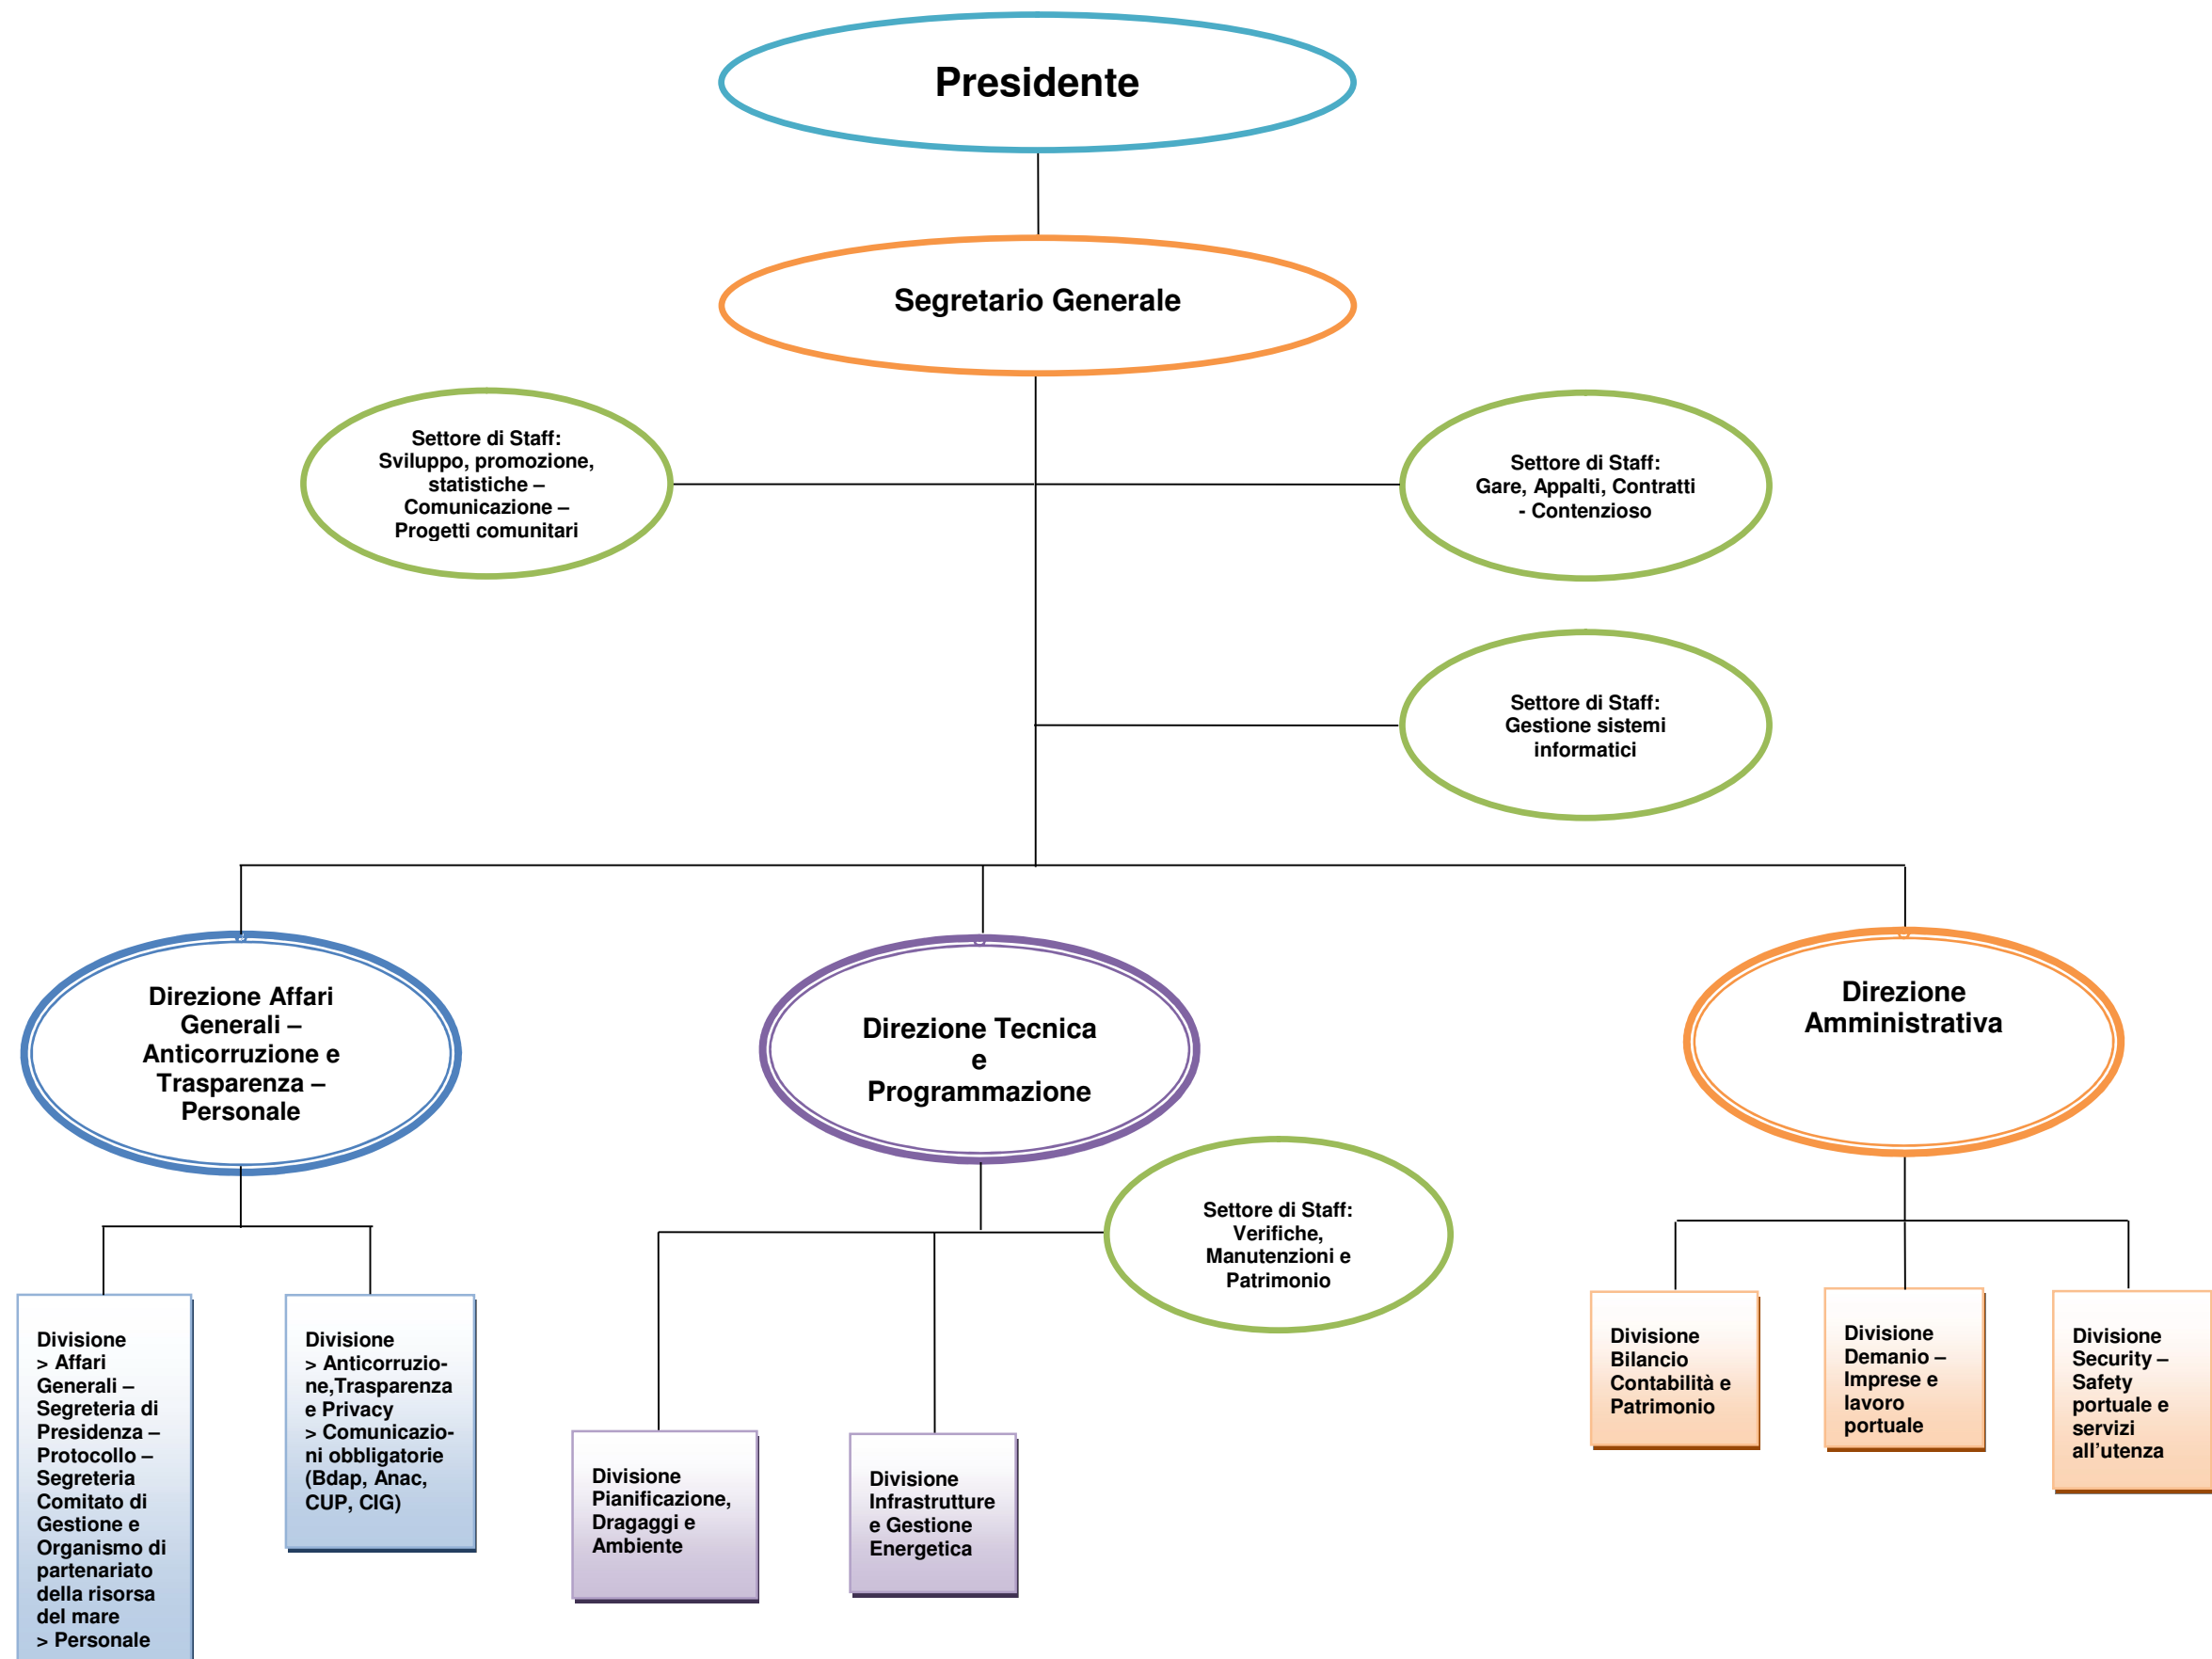 Presidente
Segretario Generale
Settore di Staff:
Sviluppo, promozione,
statistiche –
Comunicazione –
Progetti comunitari
Settore di Staff:
Gare, Appalti, Contratti
- Contenzioso
Settore di Staff:
Gestione sistemi
informatici
Direzione Affari
Generali –
Anticorruzione e
Trasparenza –
Personale
Direzione Tecnica
e
Programmazione
Direzione
Amministrativa
Settore di Staff:
Verifiche,
Manutenzioni e
Patrimonio
Divisione
> Affari
Generali –
Segreteria di
Presidenza –
Protocollo –
Segreteria
Comitato di
Gestione e
Organismo di
partenariato
della risorsa
del mare
> Personale
Divisione
> Anticorruzio-
ne,Trasparenza
e Privacy
> Comunicazio-
ni obbligatorie
(Bdap, Anac,
CUP, CIG)
Divisione
Pianificazione,
Dragaggi e
Ambiente
Divisione
Infrastrutture
e Gestione
Energetica
Divisione
Bilancio
Contabilità e
Patrimonio
Divisione
Demanio –
Imprese e
lavoro
portuale
Divisione
Security –
Safety
portuale e
servizi
all'utenza